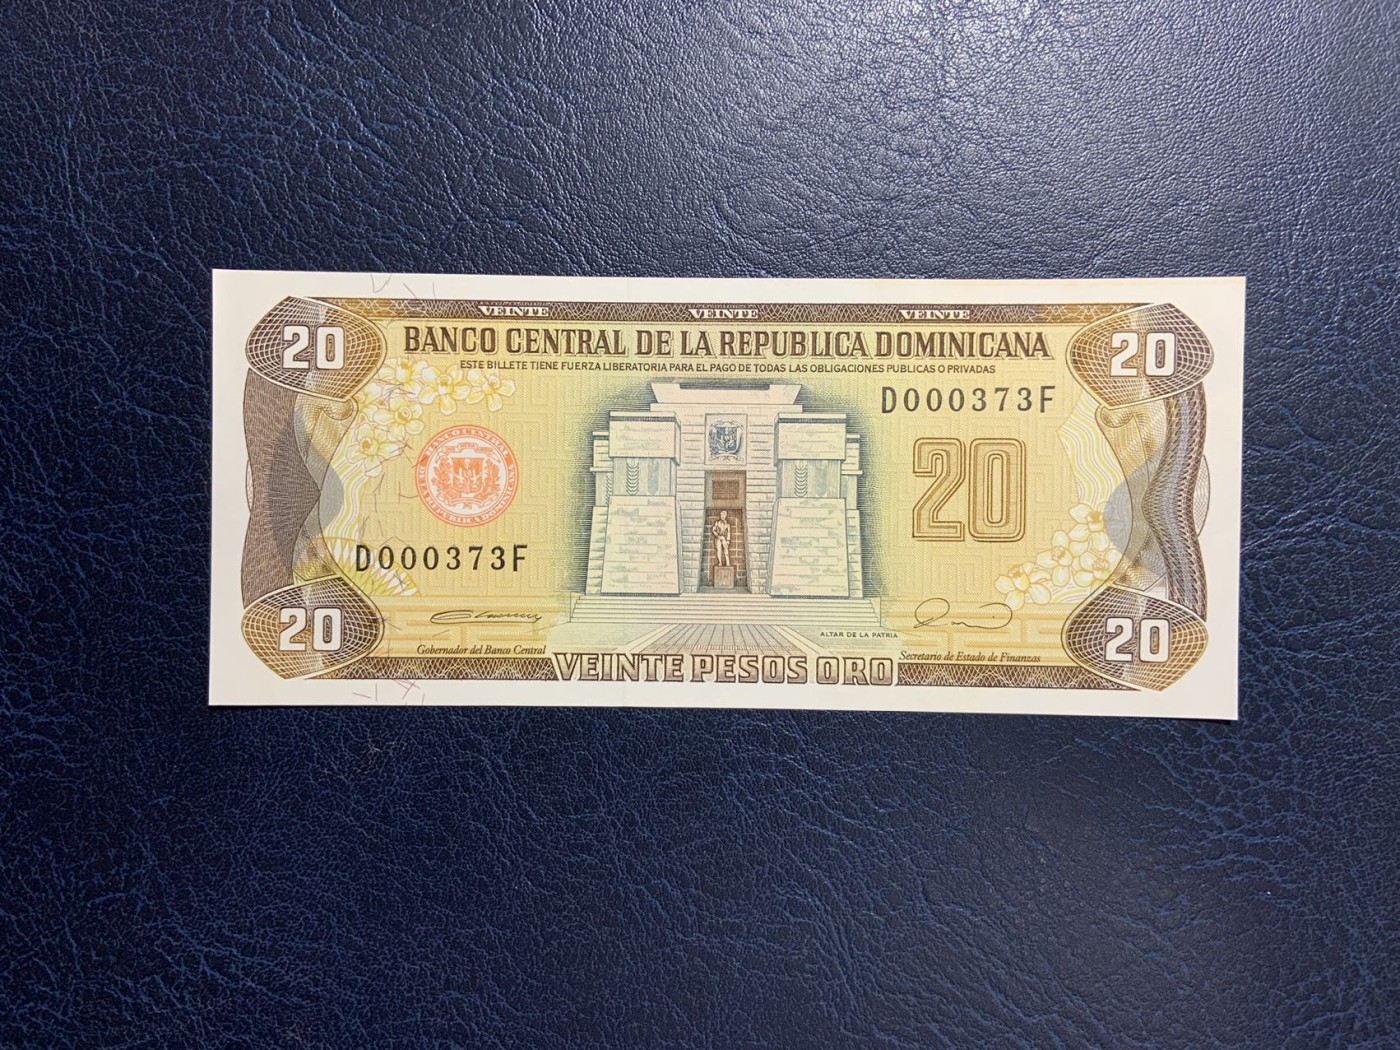 VEINTE VEINTE VEINTE
20 20
BANCO CENTRAL DE LA REPUBLICA DOMINICANA
ESTE BILLETE TIENE FUERZA LIBERATORIA PARA EL PAGO DE TODAS LAS OBLIGACIONES PUBLICAS O PRIVADAS
D000373F
20
BANCO CENTRAL
D000373F
ALTAR DE LA PATRIA
20 20
Gobernador del Banco Central
VEINTE PESOS ORO
Secretario de Estado de Finanzas